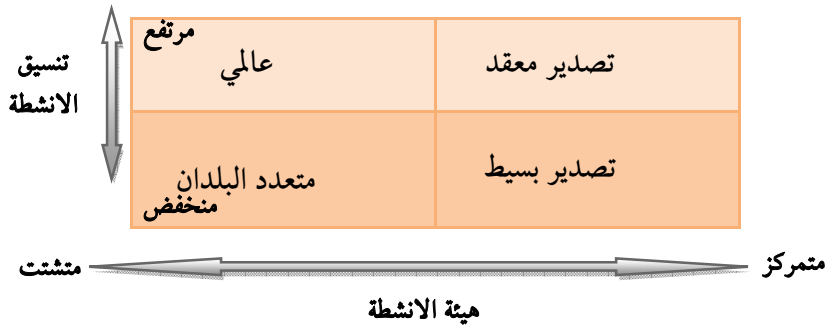 مرتفع
تصدير معقد
عالمي
تنسيق
الانشطة
تصدير بسيط
متعدد البلدان
منخفض
متمركز
متشتت
هيئة الانشطة